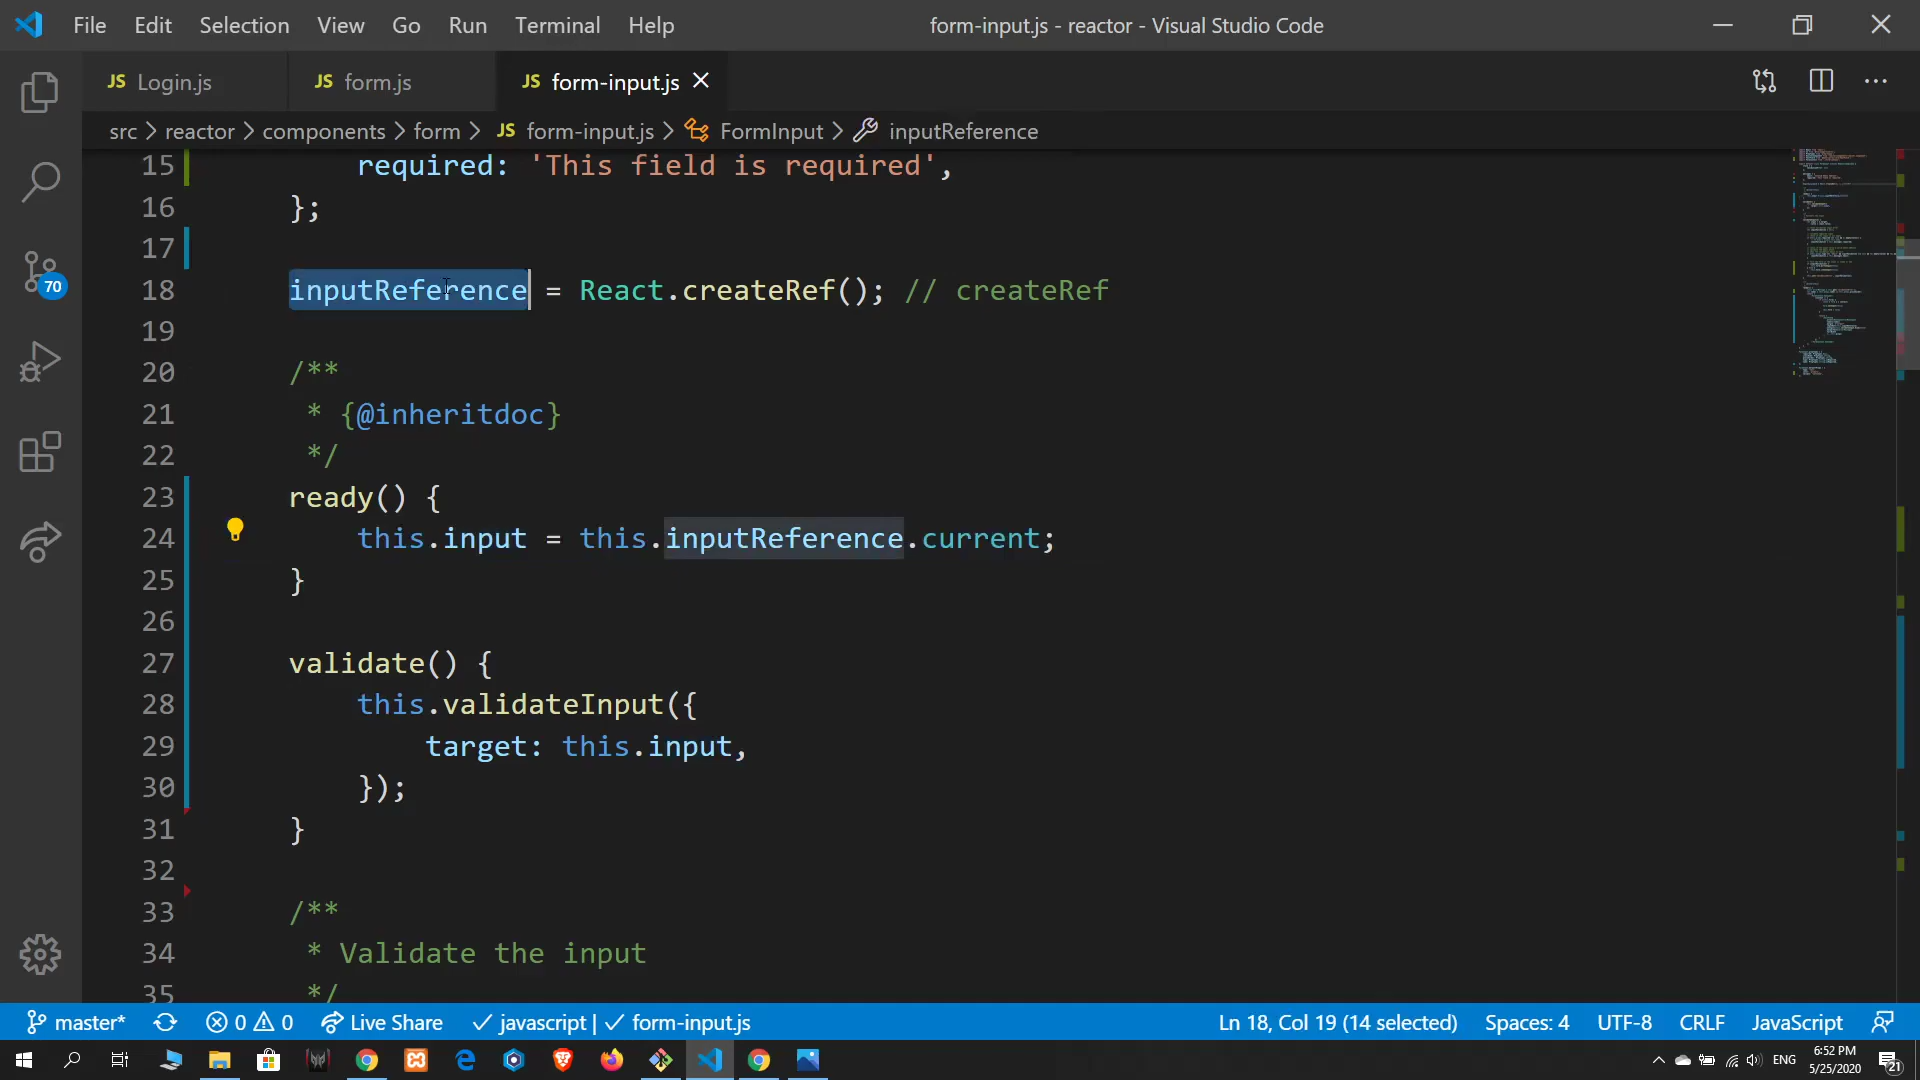 File Edit Selection View Go Run Terminal Help form-input.js - reactor - Visual Studio Code
JS Login.js JS form.js JS form-input.js
src > reactor > components > form > JS form-input.js > FormInput > inputReference
15 required: 'This field is required',
16 };
17
18 inputReference = React.createRef(); // createRef
19
20 /**
21 * {@inheritdoc}
22 */
23 ready() {
24 this.input = this.inputReference.current;
25 }
26
27 validate() {
28 this.validateInput({
29 target: this.input,
30 });
31 }
32
33 /**
34 * Validate the input
35 */
70
master* 0 0 Live Share javascript | form-input.js Ln 18, Col 19 (14 selected) Spaces: 4 UTF-8 CRLF JavaScript
ENG 6:52 PM
5/25/2020
21